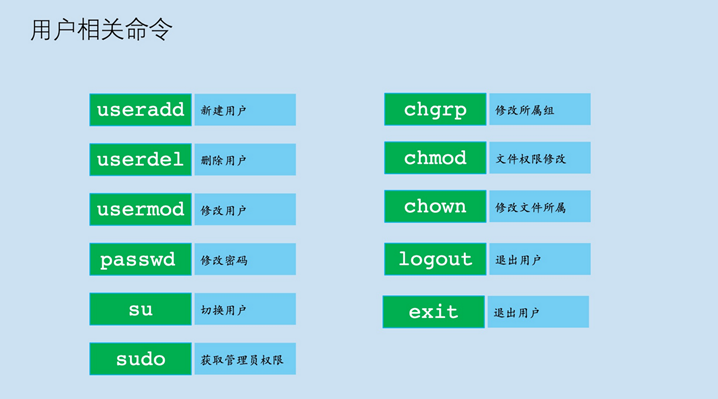 用户相关命令
useradd 新建用户
userdel 删除用户
usermod 修改用户
passwd 修改密码
su 切换用户
sudo 获取管理员权限
chgrp 修改所属组
chmod 文件权限修改
chown 修改文件所属
logout 退出用户
exit 退出用户